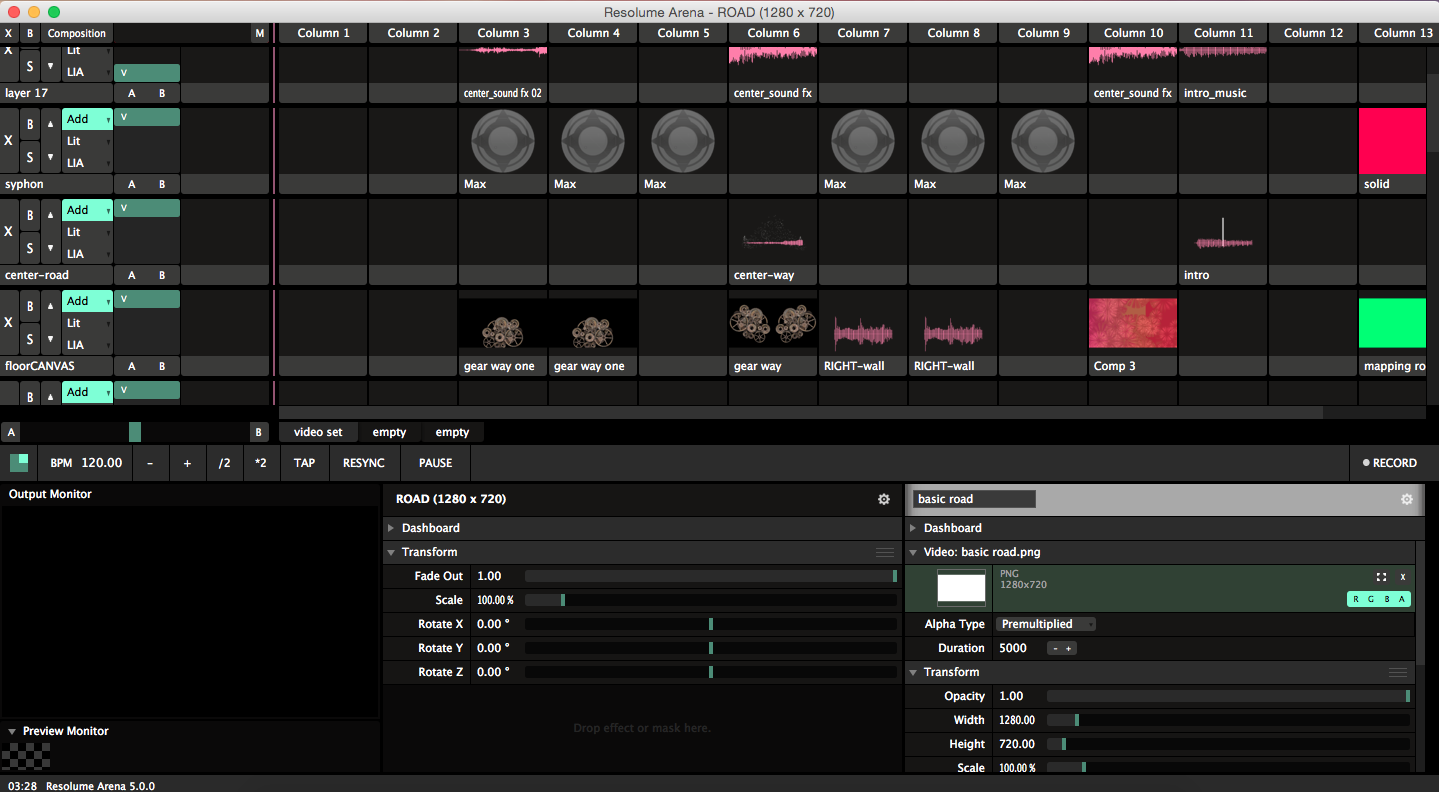 Resolume Arena - ROAD (1280 x 720)
X B Composition M Column 1 Column 2 Column 3 Column 4 Column 5 Column 6 Column 7 Column 8 Column 9 Column 10 Column 11 Column 12 Column 13
X Lit
S LIA V
layer 17 A B center_sound fx 02 center_sound fx center_sound fx intro_music
B Add V
X Lit
S LIA
syphon A B Max Max Max Max Max Max solid
B Add V
X Lit
S LIA
center-road A B center-way intro
B Add V
X Lit
S LIA
floorCANVAS A B gear way one gear way one gear way RIGHT-wall RIGHT-wall Comp 3 mapping ro
B Add V
A B video set empty empty
BPM 120.00 - + /2 *2 TAP RESYNC PAUSE RECORD
Output Monitor
ROAD (1280 x 720)
Dashboard
Transform
Fade Out 1.00
Scale 100.00 %
Rotate X 0.00 °
Rotate Y 0.00 °
Rotate Z 0.00 °
Drop effect or mask here.
basic road
Dashboard
Video: basic road.png
PNG X
1280x720
R G B A
Alpha Type Premultiplied
Duration 5000 - +
Transform
Opacity 1.00
Width 1280.00
Height 720.00
Scale 100.00 %
Preview Monitor
03:28 Resolume Arena 5.0.0